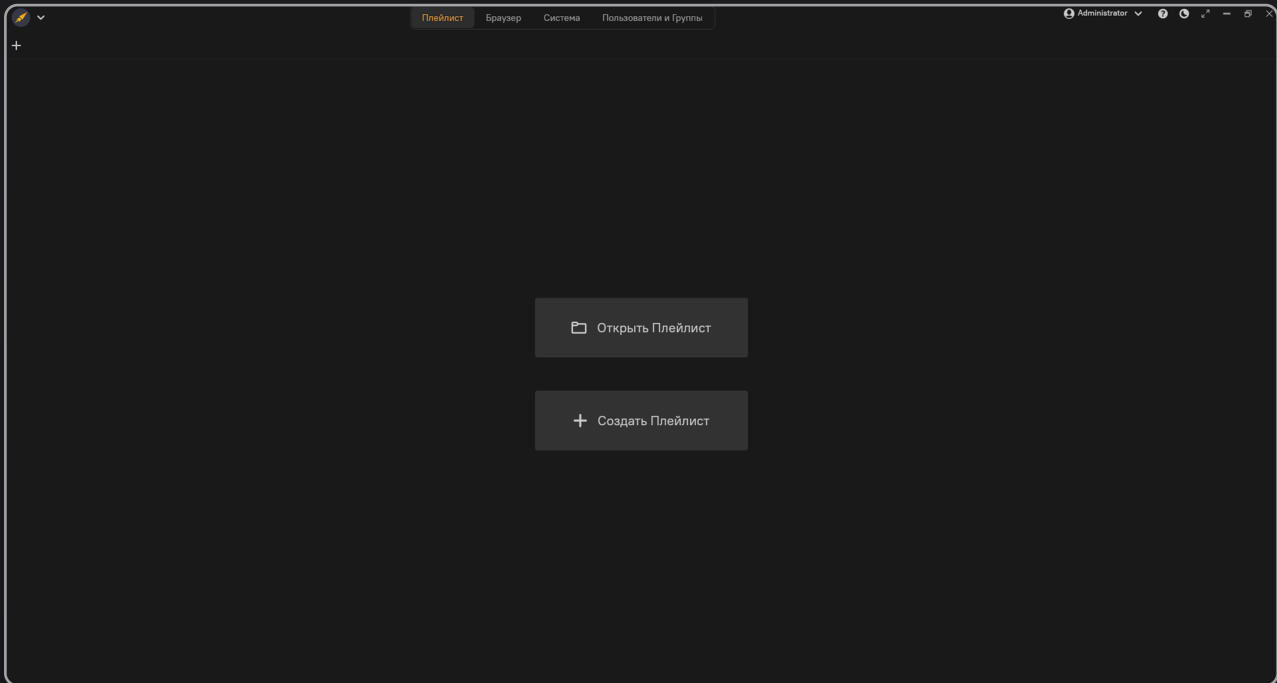 Плейлист Браузер Система Пользователи и Группы Administrator
Открыть Плейлист
Создать Плейлист